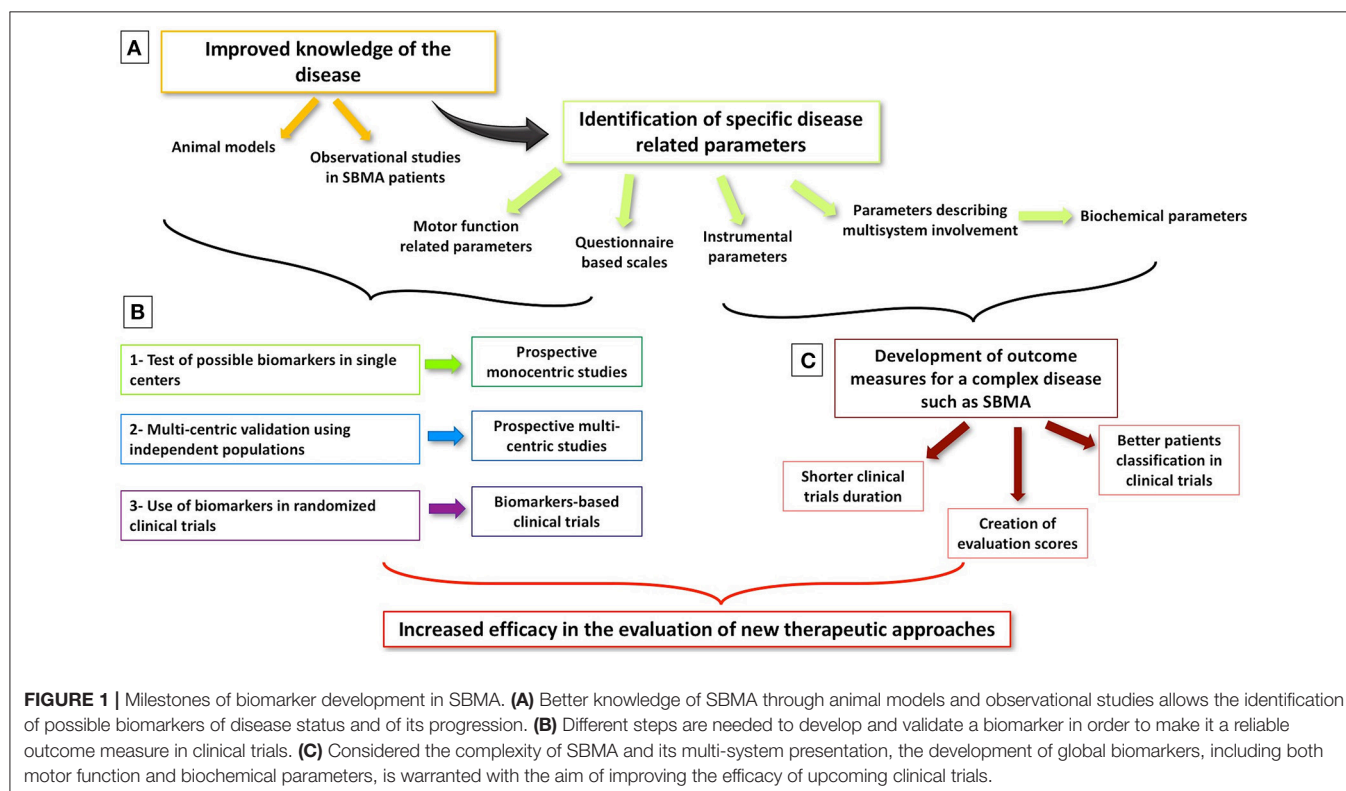 A
Improved knowledge of the
disease
Animal models
Observational studies
in SBMA patients
Identification of specific disease
related parameters
Motor function
related parameters
Questionnaire
based scales
Instrumental
parameters
Parameters describing
multisystem involvement
Biochemical parameters
B
1- Test of possible biomarkers in single
centers
Prospective
monocentric studies
2- Multi-centric validation using
independent populations
Prospective multi-
centric studies
3- Use of biomarkers in randomized
clinical trials
Biomarkers-based
clinical trials
C
Development of outcome
measures for a complex disease
such as SBMA
Shorter clinical
trials duration
Creation of
evaluation scores
Better patients
classification in
clinical trials
Increased efficacy in the evaluation of new therapeutic approaches
FIGURE 1 | Milestones of biomarker development in SBMA. (A) Better knowledge of SBMA through animal models and observational studies allows the identification
of possible biomarkers of disease status and of its progression. (B) Different steps are needed to develop and validate a biomarker in order to make it a reliable
outcome measure in clinical trials. (C) Considered the complexity of SBMA and its multi-system presentation, the development of global biomarkers, including both
motor function and biochemical parameters, is warranted with the aim of improving the efficacy of upcoming clinical trials.